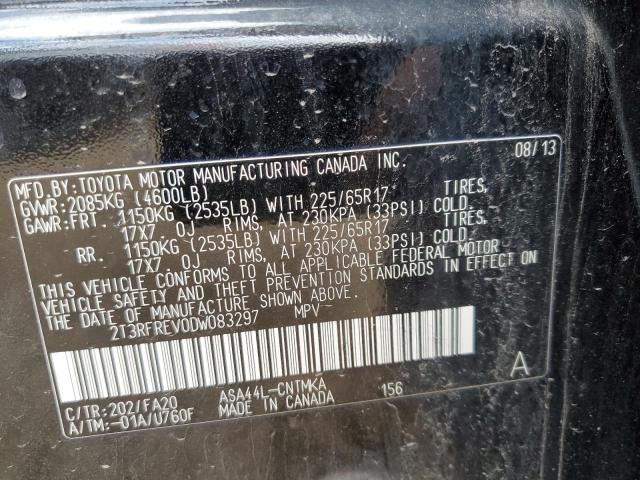 MFD.BY:TOYOTA MOTOR MANUFACTURING CANADA INC. 08/13
GVWR:2085KG (4600LB)
GAWR:FRT. 1150KG (2535LB) WITH 225/65R17 TIRES,
17X7 0J RIMS, AT 230KPA (33PSI) COLD.
RR. 1150KG (2535LB) WITH 225/65R17 TIRES,
17X7 0J RIMS, AT 230KPA (33PSI) COLD.
THIS VEHICLE CONFORMS TO ALL APPLICABLE FEDERAL MOTOR
VEHICLE SAFETY AND THEFT PREVENTION STANDARDS IN EFFECT ON
THE DATE OF MANUFACTURE SHOWN ABOVE.
2T3RFREV0DW083297 MPV
A
C/TR:202/FA20 ASA44L-CNTMKA 156
A/TM:-01A/U760F MADE IN CANADA